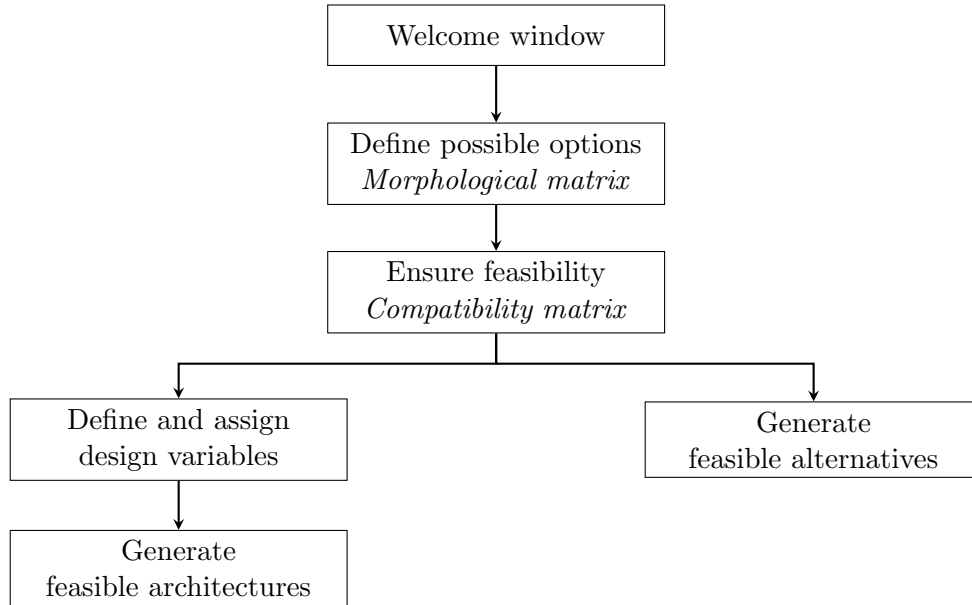 Welcome window
Define possible options
Morphological matrix
Ensure feasibility
Compatibility matrix
Define and assign
design variables
Generate
feasible alternatives
Generate
feasible architectures